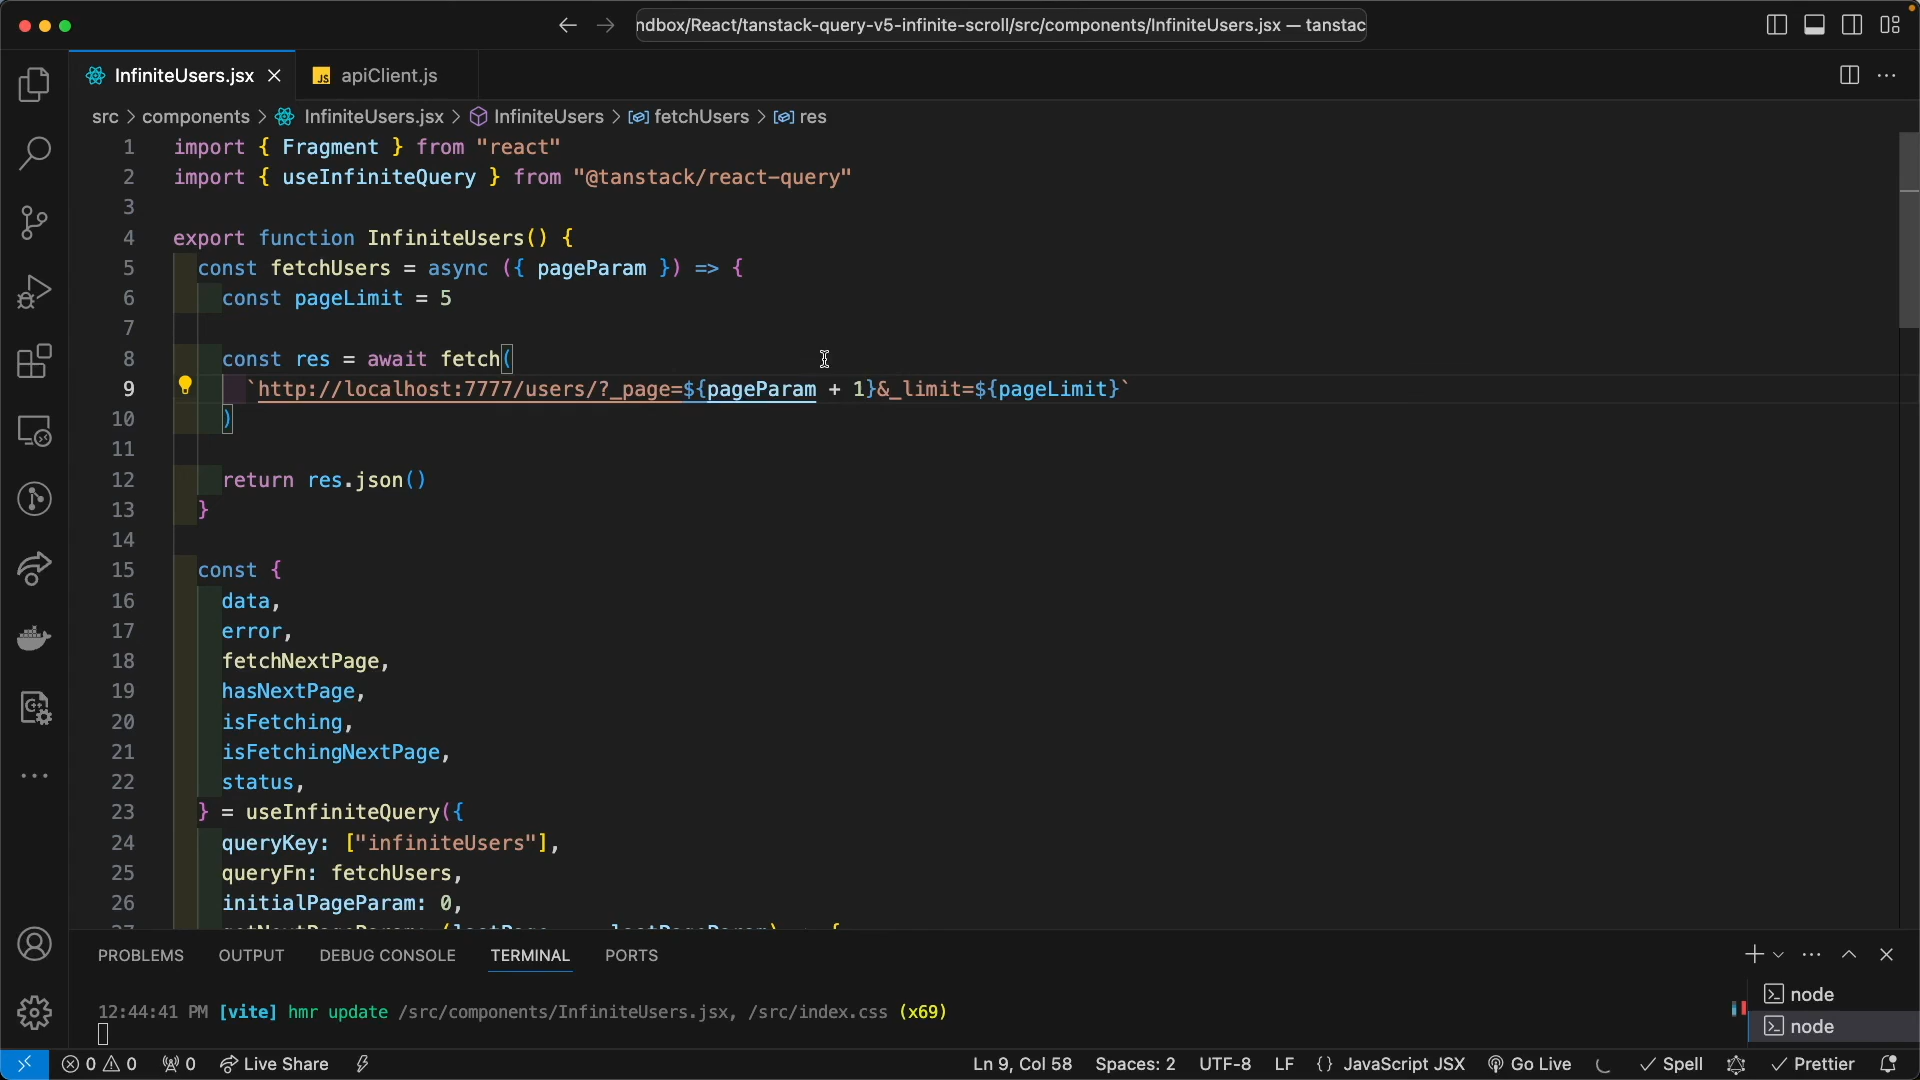 ndbox/React/tanstack-query-v5-infinite-scroll/src/components/InfiniteUsers.jsx — tanstac
InfiniteUsers.jsx
JS apiClient.js
src > components > InfiniteUsers.jsx > InfiniteUsers > fetchUsers > res
1 import { Fragment } from "react"
2 import { useInfiniteQuery } from "@tanstack/react-query"
3
4 export function InfiniteUsers() {
5 const fetchUsers = async ({ pageParam }) => {
6 const pageLimit = 5
7
8 const res = await fetch(
9 `http://localhost:7777/users/?_page=${pageParam + 1}&_limit=${pageLimit}`
10 )
11
12 return res.json()
13 }
14
15 const {
16 data,
17 error,
18 fetchNextPage,
19 hasNextPage,
20 isFetching,
21 isFetchingNextPage,
22 status,
23 } = useInfiniteQuery({
24 queryKey: ["infiniteUsers"],
25 queryFn: fetchUsers,
26 initialPageParam: 0,
PROBLEMS OUTPUT DEBUG CONSOLE TERMINAL PORTS
12:44:41 PM [vite] hmr update /src/components/InfiniteUsers.jsx, /src/index.css (x69)
node
node
0 0 0 Live Share Ln 9, Col 58 Spaces: 2 UTF-8 LF {} JavaScript JSX Go Live Spell Prettier